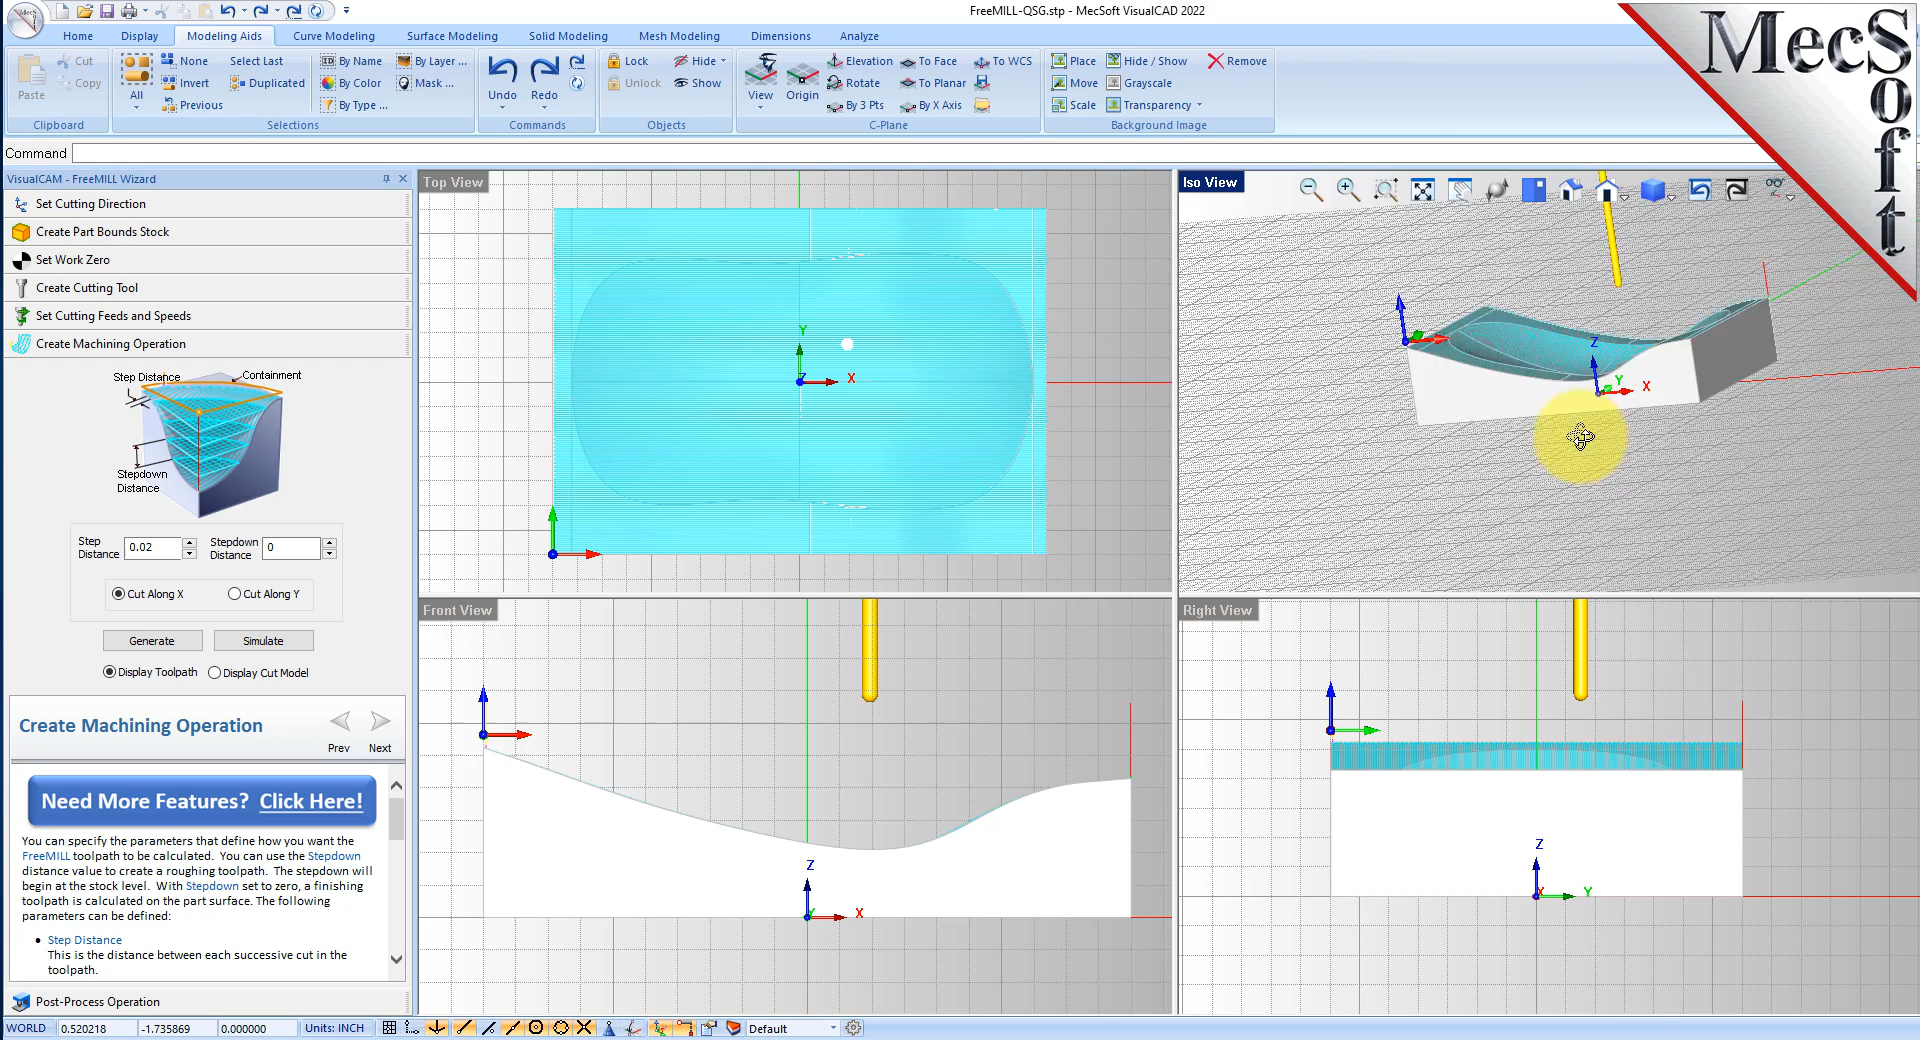 FreeMILL-QSG.stp - MecSoft VisualCAD 2022
MecSoft
Home Display Modeling Aids Curve Modeling Surface Modeling Solid Modeling Mesh Modeling Dimensions Analyze
Paste
Cut
Copy
Clipboard
All
None
Invert
Previous
Select Last
Duplicated
By Name
By Color
By Type ...
By Layer ...
Mask ...
Selections
Undo
Redo
Commands
Lock
Unlock
Hide
Show
Objects
View
Origin
Elevation
Rotate
By 3 Pts
To Face
To Planar
By X Axis
To WCS
C-Plane
Place
Move
Scale
Hide / Show
Grayscale
Transparency
Remove
Background Image
Command
VisualCAM - FreeMILL Wizard
Set Cutting Direction
Create Part Bounds Stock
Set Work Zero
Create Cutting Tool
Set Cutting Feeds and Speeds
Create Machining Operation
Step Distance
Containment
Stepdown
Distance
Step
Distance
0.02
Stepdown
Distance
0
Cut Along X
Cut Along Y
Generate
Simulate
Display Toolpath
Display Cut Model
Create Machining Operation
Prev
Next
Need More Features? Click Here!
You can specify the parameters that define how you want the
FreeMILL toolpath to be calculated. You can use the Stepdown
distance value to create a roughing toolpath. The stepdown will
begin at the stock level. With Stepdown set to zero, a finishing
toolpath is calculated on the part surface. The following
parameters can be defined:
• Step Distance
This is the distance between each successive cut in the
toolpath.
Post-Process Operation
Top View
Y
Z
X
Iso View
Z
Y
X
Front View
Z
Y
X
Right View
Z
X
Y
WORLD
0.520218
-1.735869
0.000000
Units: INCH
Default